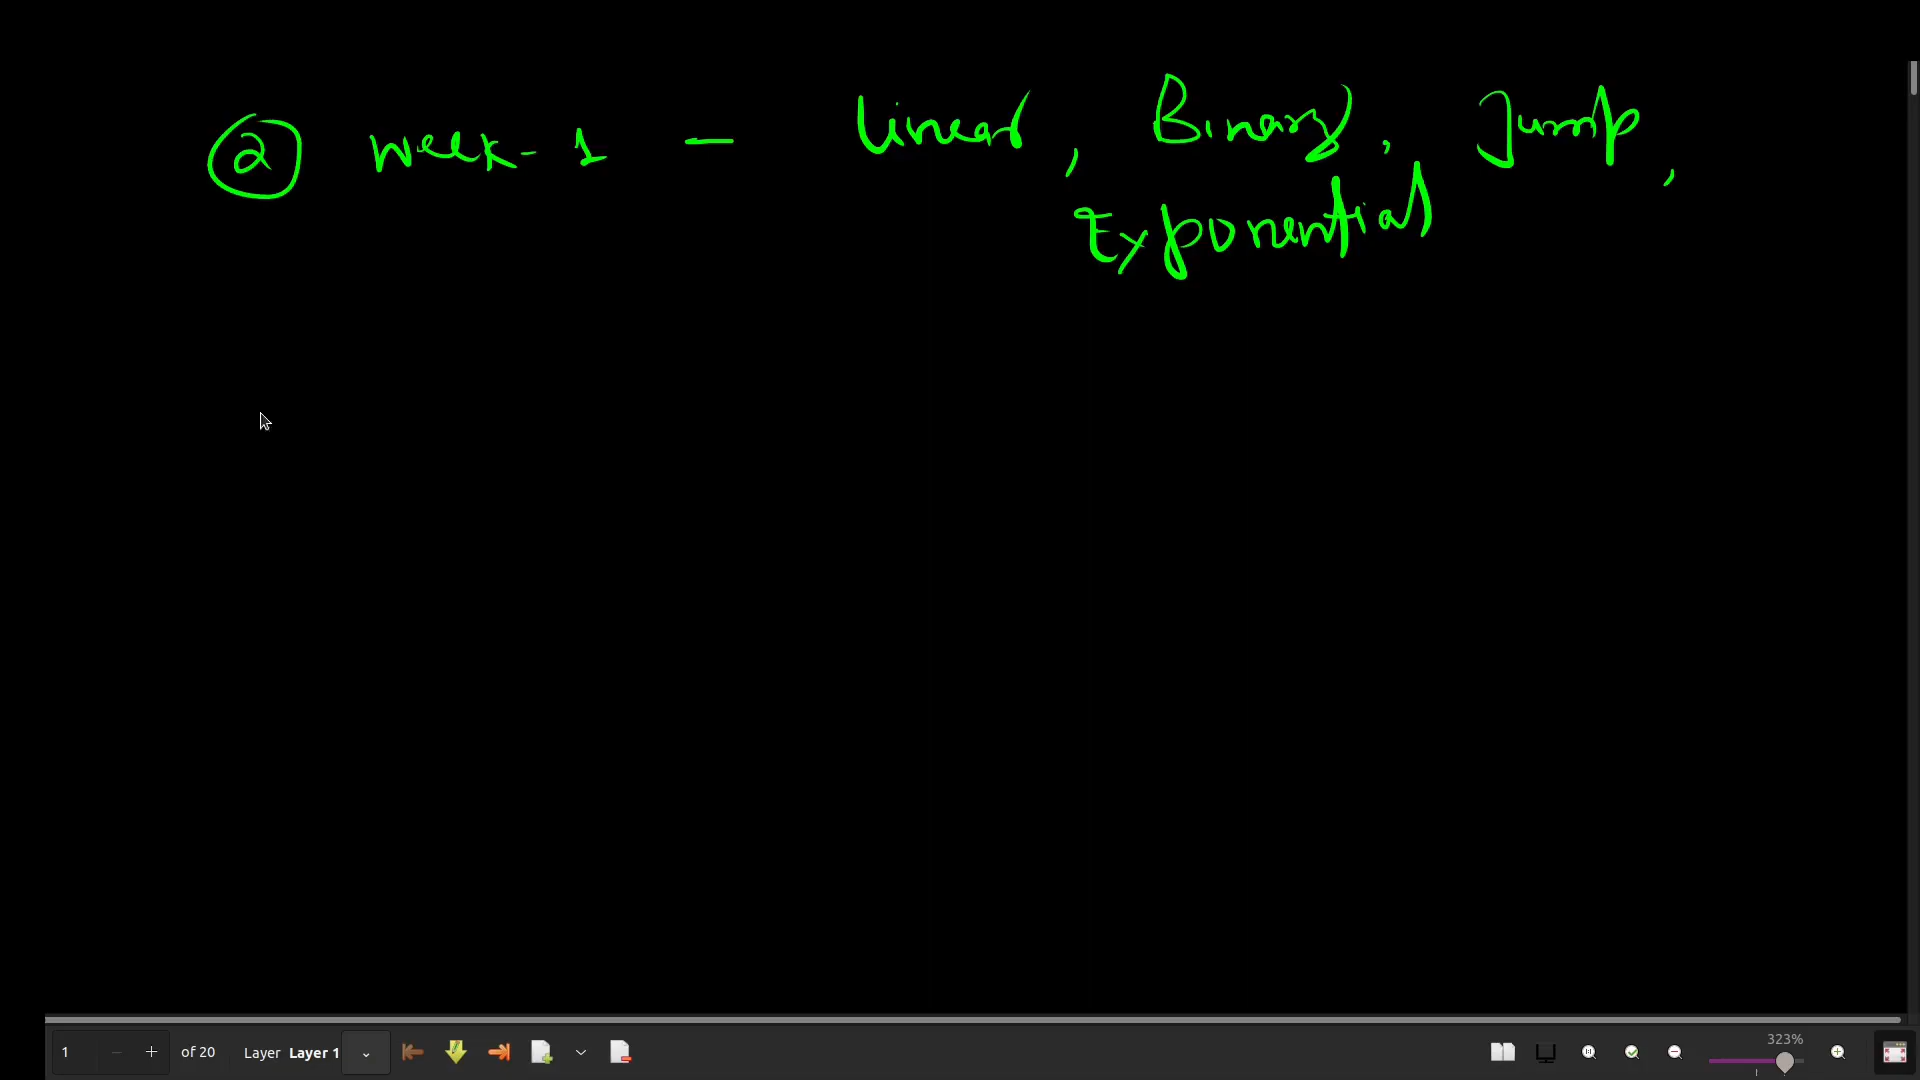 2 week-1 - Linear, Binary, Jump,
Exponential
1 of 20 Layer Layer 1 323%